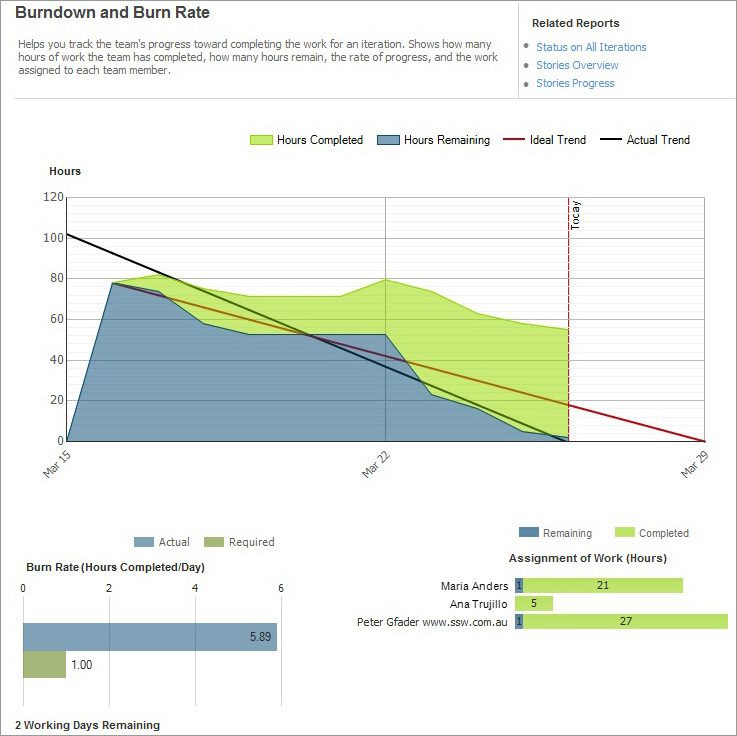 Burndown and Burn Rate
Helps you track the team's progress toward completing the work for an iteration. Shows how many
hours of work the team has completed, how many hours remain, the rate of progress, and the work
assigned to each team member.
Related Reports
Status on All Iterations
Stories Overview
Stories Progress
Hours Completed
Hours Remaining
Ideal Trend
Actual Trend
Hours
120
100
80
60
40
20
0
Today
Mar 15
Mar 22
Mar 29
Actual
Required
Burn Rate (Hours Completed/Day)
0 2 4 6
5.89
1.00
2 Working Days Remaining
Remaining
Completed
Assignment of Work (Hours)
Maria Anders 1 21
Ana Trujillo 5
Peter Gfader www.ssw.com.au 1 27